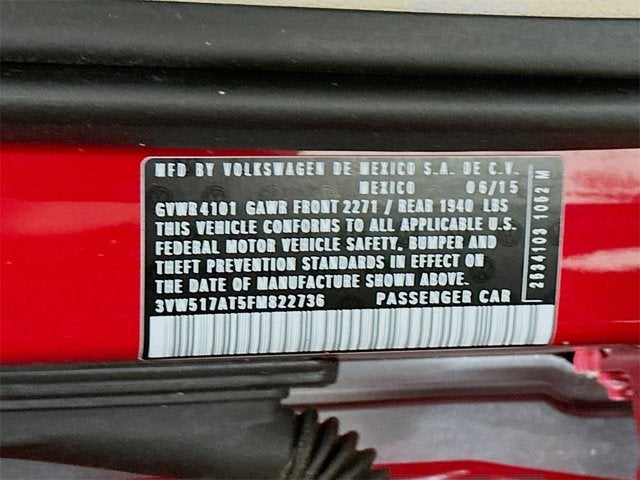 MFD BY VOLKSWAGEN DE MEXICO S.A. DE C.V.
MEXICO 06/15
GVWR 4101 GAWR FRONT 2271 / REAR 1940 LBS
THIS VEHICLE CONFORMS TO ALL APPLICABLE U.S.
FEDERAL MOTOR VEHICLE SAFETY, BUMPER AND
THEFT PREVENTION STANDARDS IN EFFECT ON
THE DATE OF MANUFACTURE SHOWN ABOVE.
3VW517AT5FM822736 PASSENGER CAR
2634103 1052 M